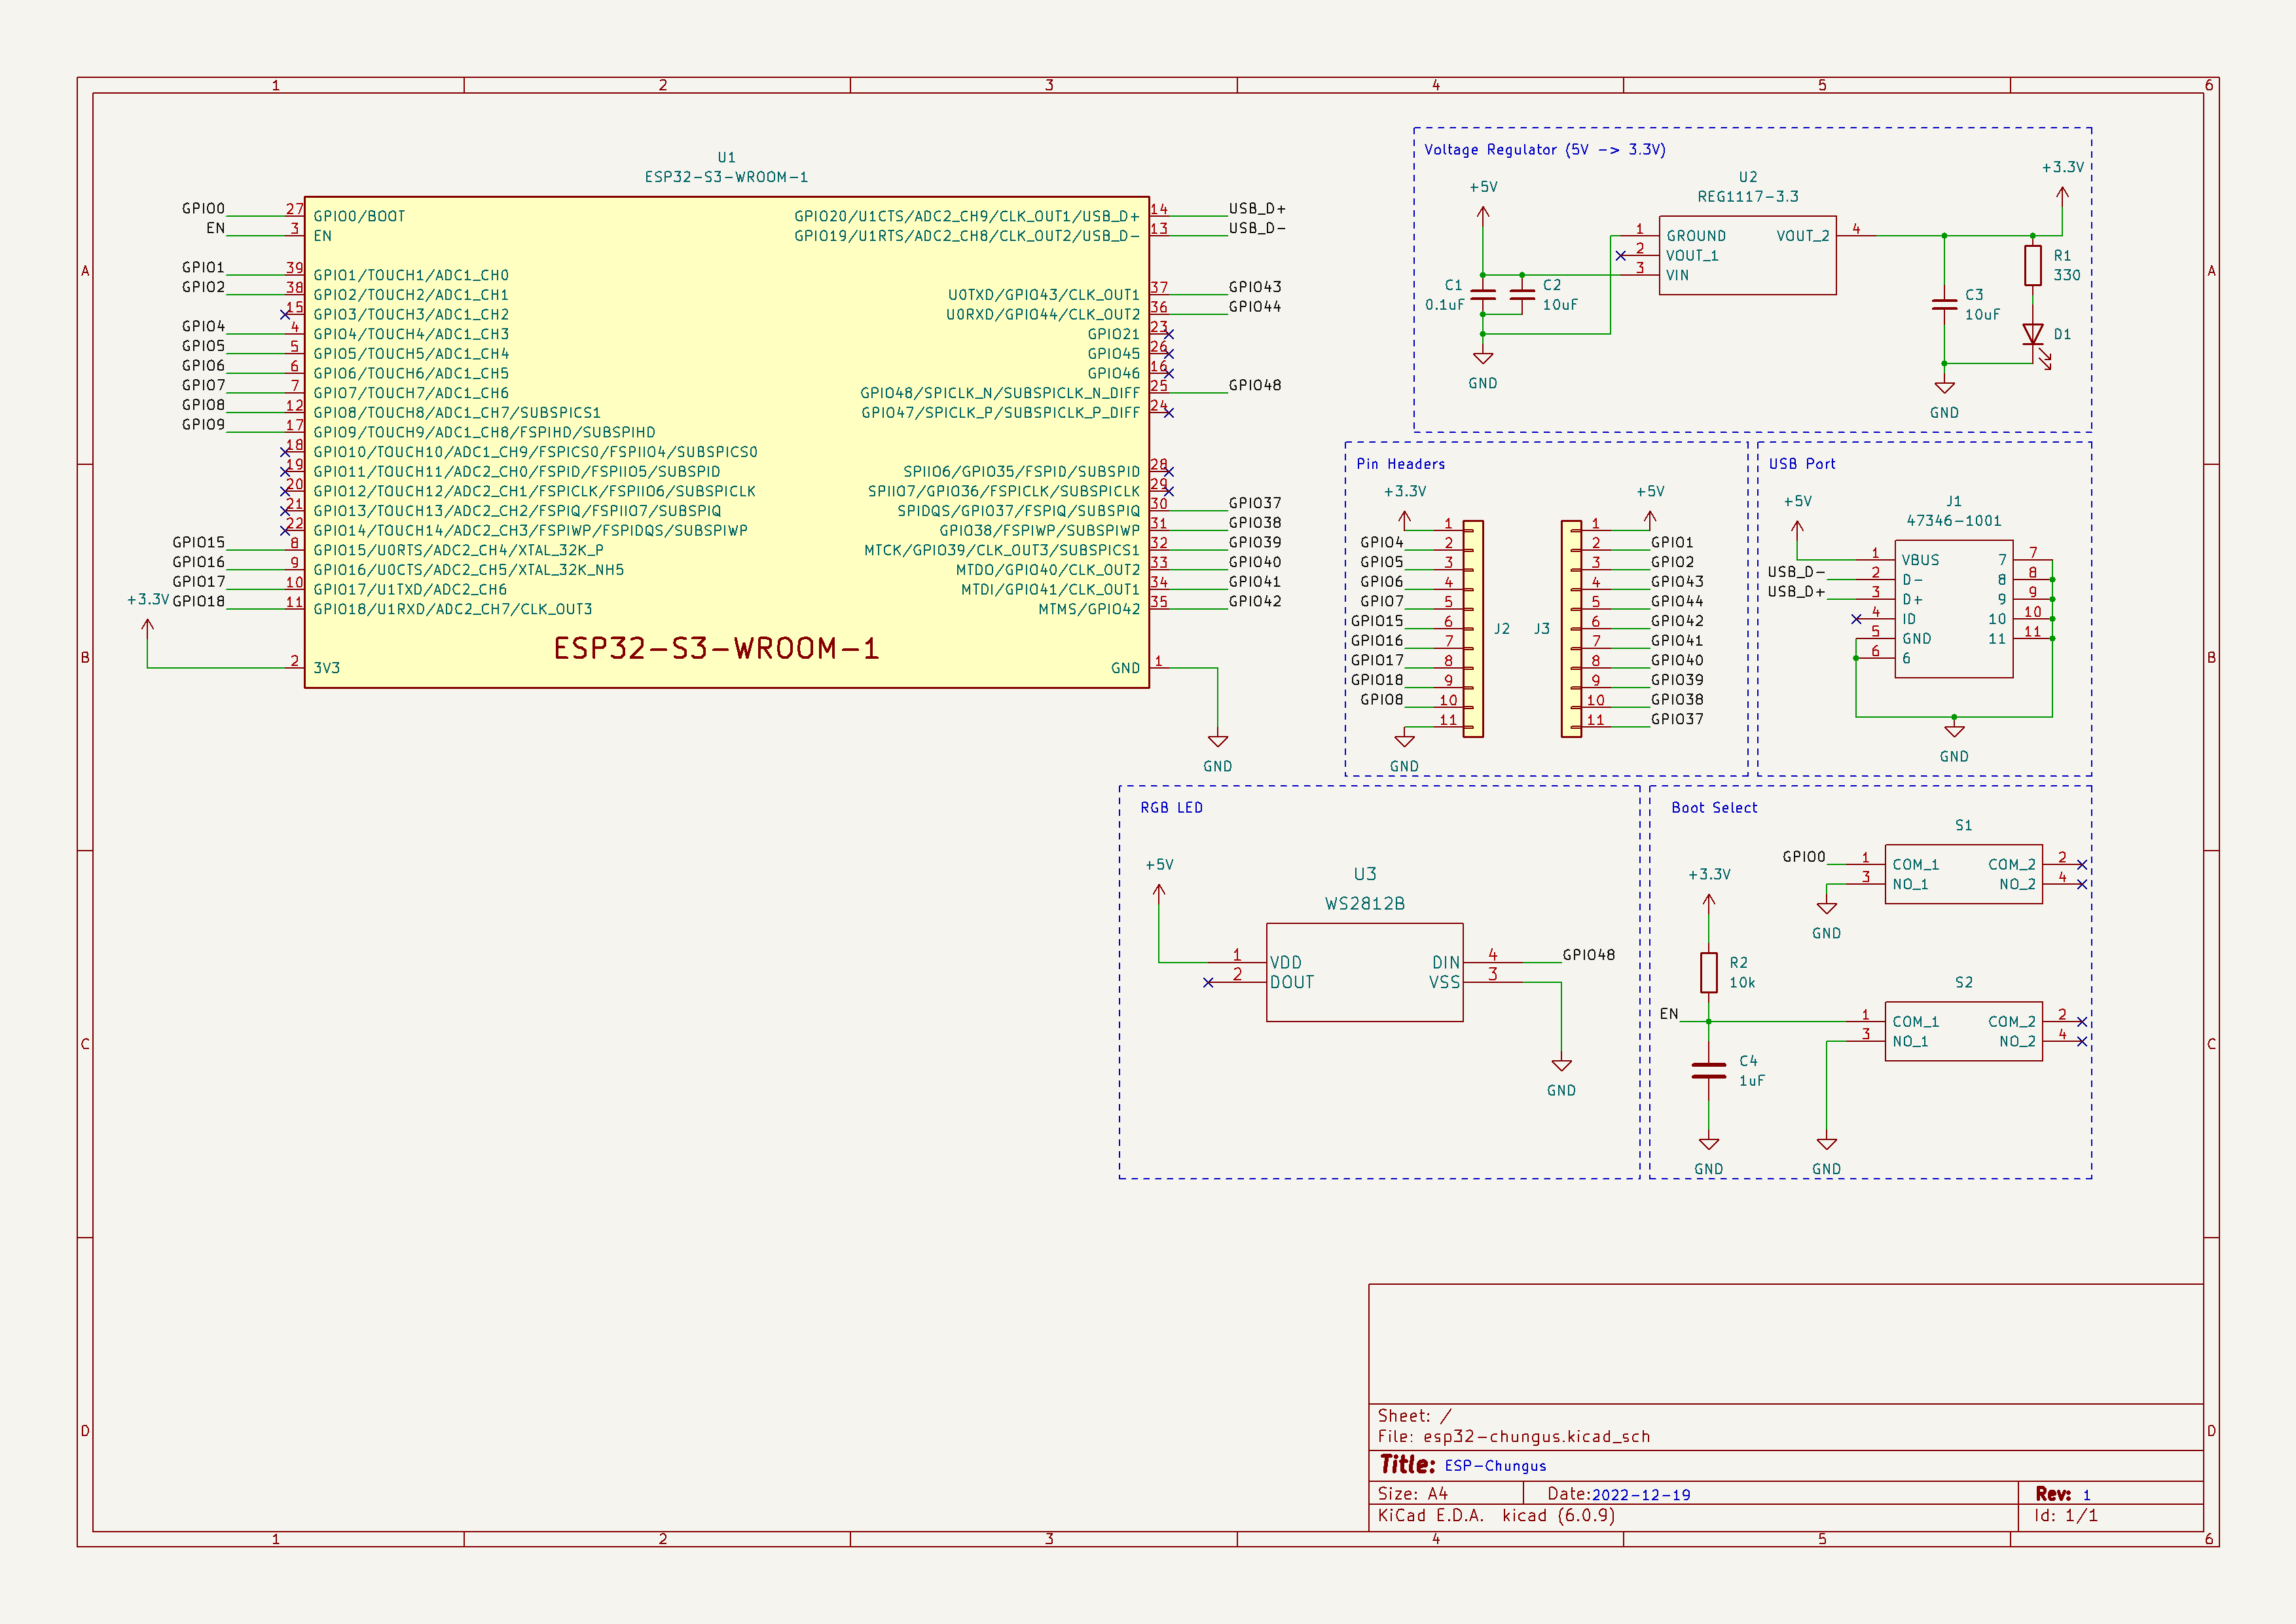 1 2 3 4 5 6
A
B
C
D
U1
ESP32-S3-WROOM-1
GPIO0 27 GPIO0/BOOT
EN 3 EN
GPIO1 39 GPIO1/TOUCH1/ADC1_CH0
GPIO2 38 GPIO2/TOUCH2/ADC1_CH1
15 GPIO3/TOUCH3/ADC1_CH2
GPIO4 4 GPIO4/TOUCH4/ADC1_CH3
GPIO5 5 GPIO5/TOUCH5/ADC1_CH4
GPIO6 6 GPIO6/TOUCH6/ADC1_CH5
GPIO7 7 GPIO7/TOUCH7/ADC1_CH6
GPIO8 12 GPIO8/TOUCH8/ADC1_CH7/SUBSPICS1
GPIO9 17 GPIO9/TOUCH9/ADC1_CH8/FSPIHD/SUBSPIHD
18 GPIO10/TOUCH10/ADC1_CH9/FSPICS0/FSPIIO4/SUBSPICS0
19 GPIO11/TOUCH11/ADC2_CH0/FSPID/FSPIIO5/SUBSPID
20 GPIO12/TOUCH12/ADC2_CH1/FSPICLK/FSPIIO6/SUBSPICLK
21 GPIO13/TOUCH13/ADC2_CH2/FSPIQ/FSPIIO7/SUBSPIQ
22 GPIO14/TOUCH14/ADC2_CH3/FSPIWP/FSPIDQS/SUBSPIWP
GPIO15 8 GPIO15/U0RTS/ADC2_CH4/XTAL_32K_P
GPIO16 9 GPIO16/U0CTS/ADC2_CH5/XTAL_32K_NH5
GPIO17 10 GPIO17/U1TXD/ADC2_CH6
GPIO18 11 GPIO18/U1RXD/ADC2_CH7/CLK_OUT3
+3.3V
2 3V3
GPIO20/U1CTS/ADC2_CH9/CLK_OUT1/USB_D+ 14 USB_D+
GPIO19/U1RTS/ADC2_CH8/CLK_OUT2/USB_D- 13 USB_D-
U0TXD/GPIO43/CLK_OUT1 37 GPIO43
U0RXD/GPIO44/CLK_OUT2 36 GPIO44
GPIO21 23
GPIO45 26
GPIO46 16
GPIO48/SPICLK_N/SUBSPICLK_N_DIFF 25 GPIO48
GPIO47/SPICLK_P/SUBSPICLK_P_DIFF 24
SPIIO6/GPIO35/FSPID/SUBSPID 28
SPIIO7/GPIO36/FSPICLK/SUBSPICLK 29
SPIDQS/GPIO37/FSPIQ/SUBSPIQ 30 GPIO37
GPIO38/FSPIWP/SUBSPIWP 31 GPIO38
MTCK/GPIO39/CLK_OUT3/SUBSPICS1 32 GPIO39
MTDO/GPIO40/CLK_OUT2 33 GPIO40
MTDI/GPIO41/CLK_OUT1 34 GPIO41
MTMS/GPIO42 35 GPIO42
ESP32-S3-WROOM-1
GND 1
GND
Voltage Regulator (5V -> 3.3V)
+5V
C1
0.1uF
C2
10uF
GND
U2
REG1117-3.3
1 GROUND
2 VOUT_1
3 VIN
VOUT_2 4
+3.3V
R1
330
C3
10uF
D1
GND
Pin Headers
+3.3V
1
GPIO4 2
GPIO5 3
GPIO6 4
GPIO7 5
GPIO15 6
GPIO16 7
GPIO17 8
GPIO18 9
GPIO8 10
11
GND
J2
J3
+5V
1
2 GPIO1
3 GPIO2
4 GPIO43
5 GPIO44
6 GPIO42
7 GPIO41
8 GPIO40
9 GPIO39
10 GPIO38
11 GPIO37
USB Port
+5V
J1
47346-1001
1 VBUS 7 7
USB_D- 2 D- 8 8
USB_D+ 3 D+ 9 9
4 ID 10 10
5 GND 11 11
6 6
GND
RGB LED
+5V
U3
WS2812B
1 VDD DIN 4 GPIO48
2 DOUT VSS 3
GND
Boot Select
S1
GPIO0 1 COM_1 COM_2 2
3 NO_1 NO_2 4
GND
+3.3V
R2
10k
S2
EN 1 COM_1 COM_2 2
3 NO_1 NO_2 4
C4
1uF
GND
GND
Sheet: /
File: esp32-chungus.kicad_sch
Title: ESP-Chungus
Size: A4 Date: 2022-12-19 Rev: 1
KiCad E.D.A. kicad (6.0.9) Id: 1/1
A
B
C
D
1 2 3 4 5 6